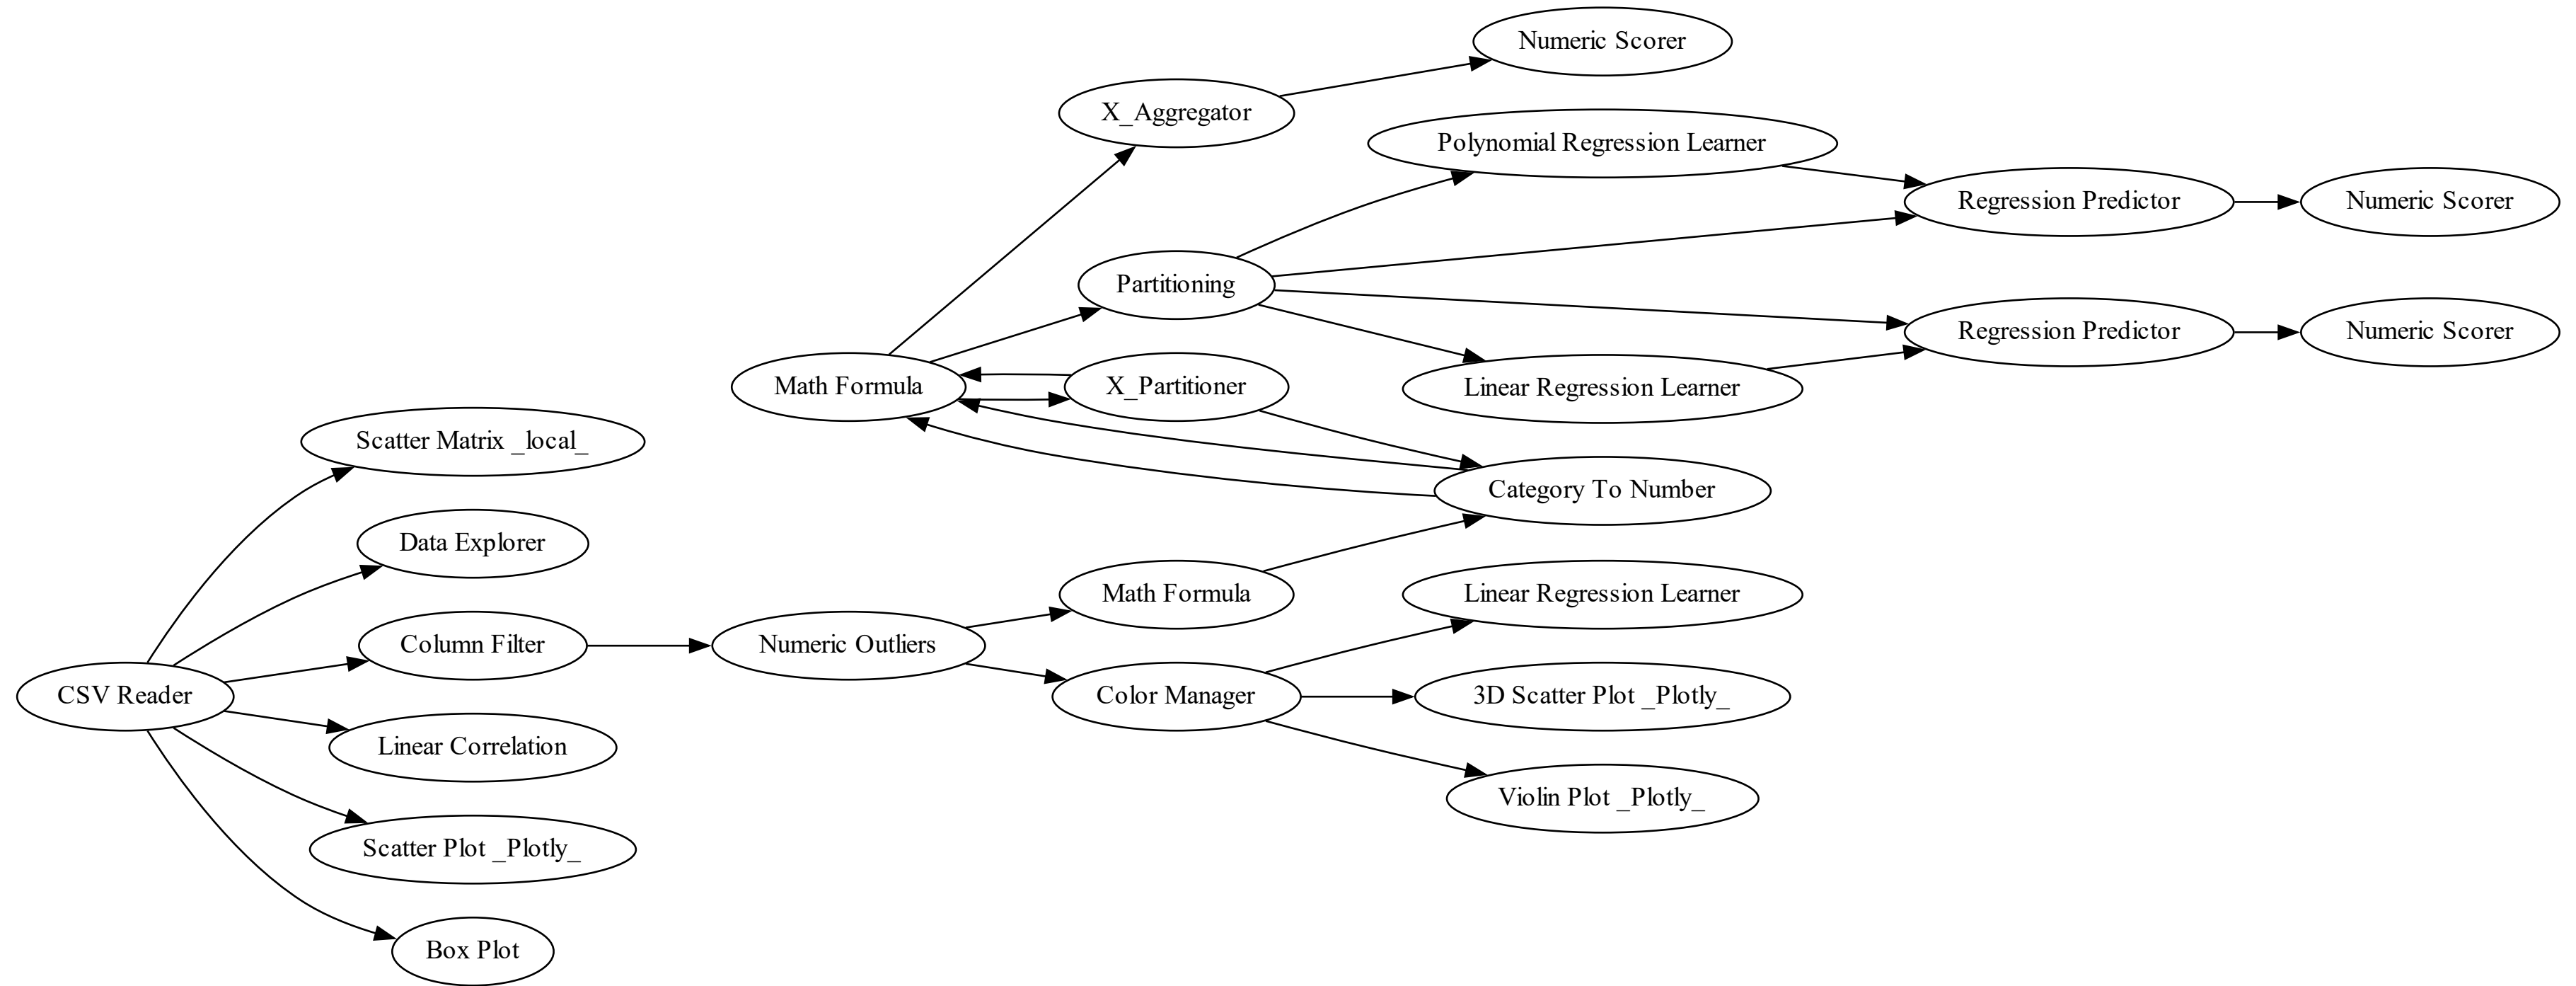 Numeric Scorer
X_Aggregator
Polynomial Regression Learner
Regression Predictor
Numeric Scorer
Partitioning
Regression Predictor
Numeric Scorer
Math Formula
X_Partitioner
Linear Regression Learner
Scatter Matrix _local_
Category To Number
Data Explorer
Math Formula
Linear Regression Learner
Column Filter
Numeric Outliers
CSV Reader
Color Manager
3D Scatter Plot _Plotly_
Linear Correlation
Violin Plot _Plotly_
Scatter Plot _Plotly_
Box Plot